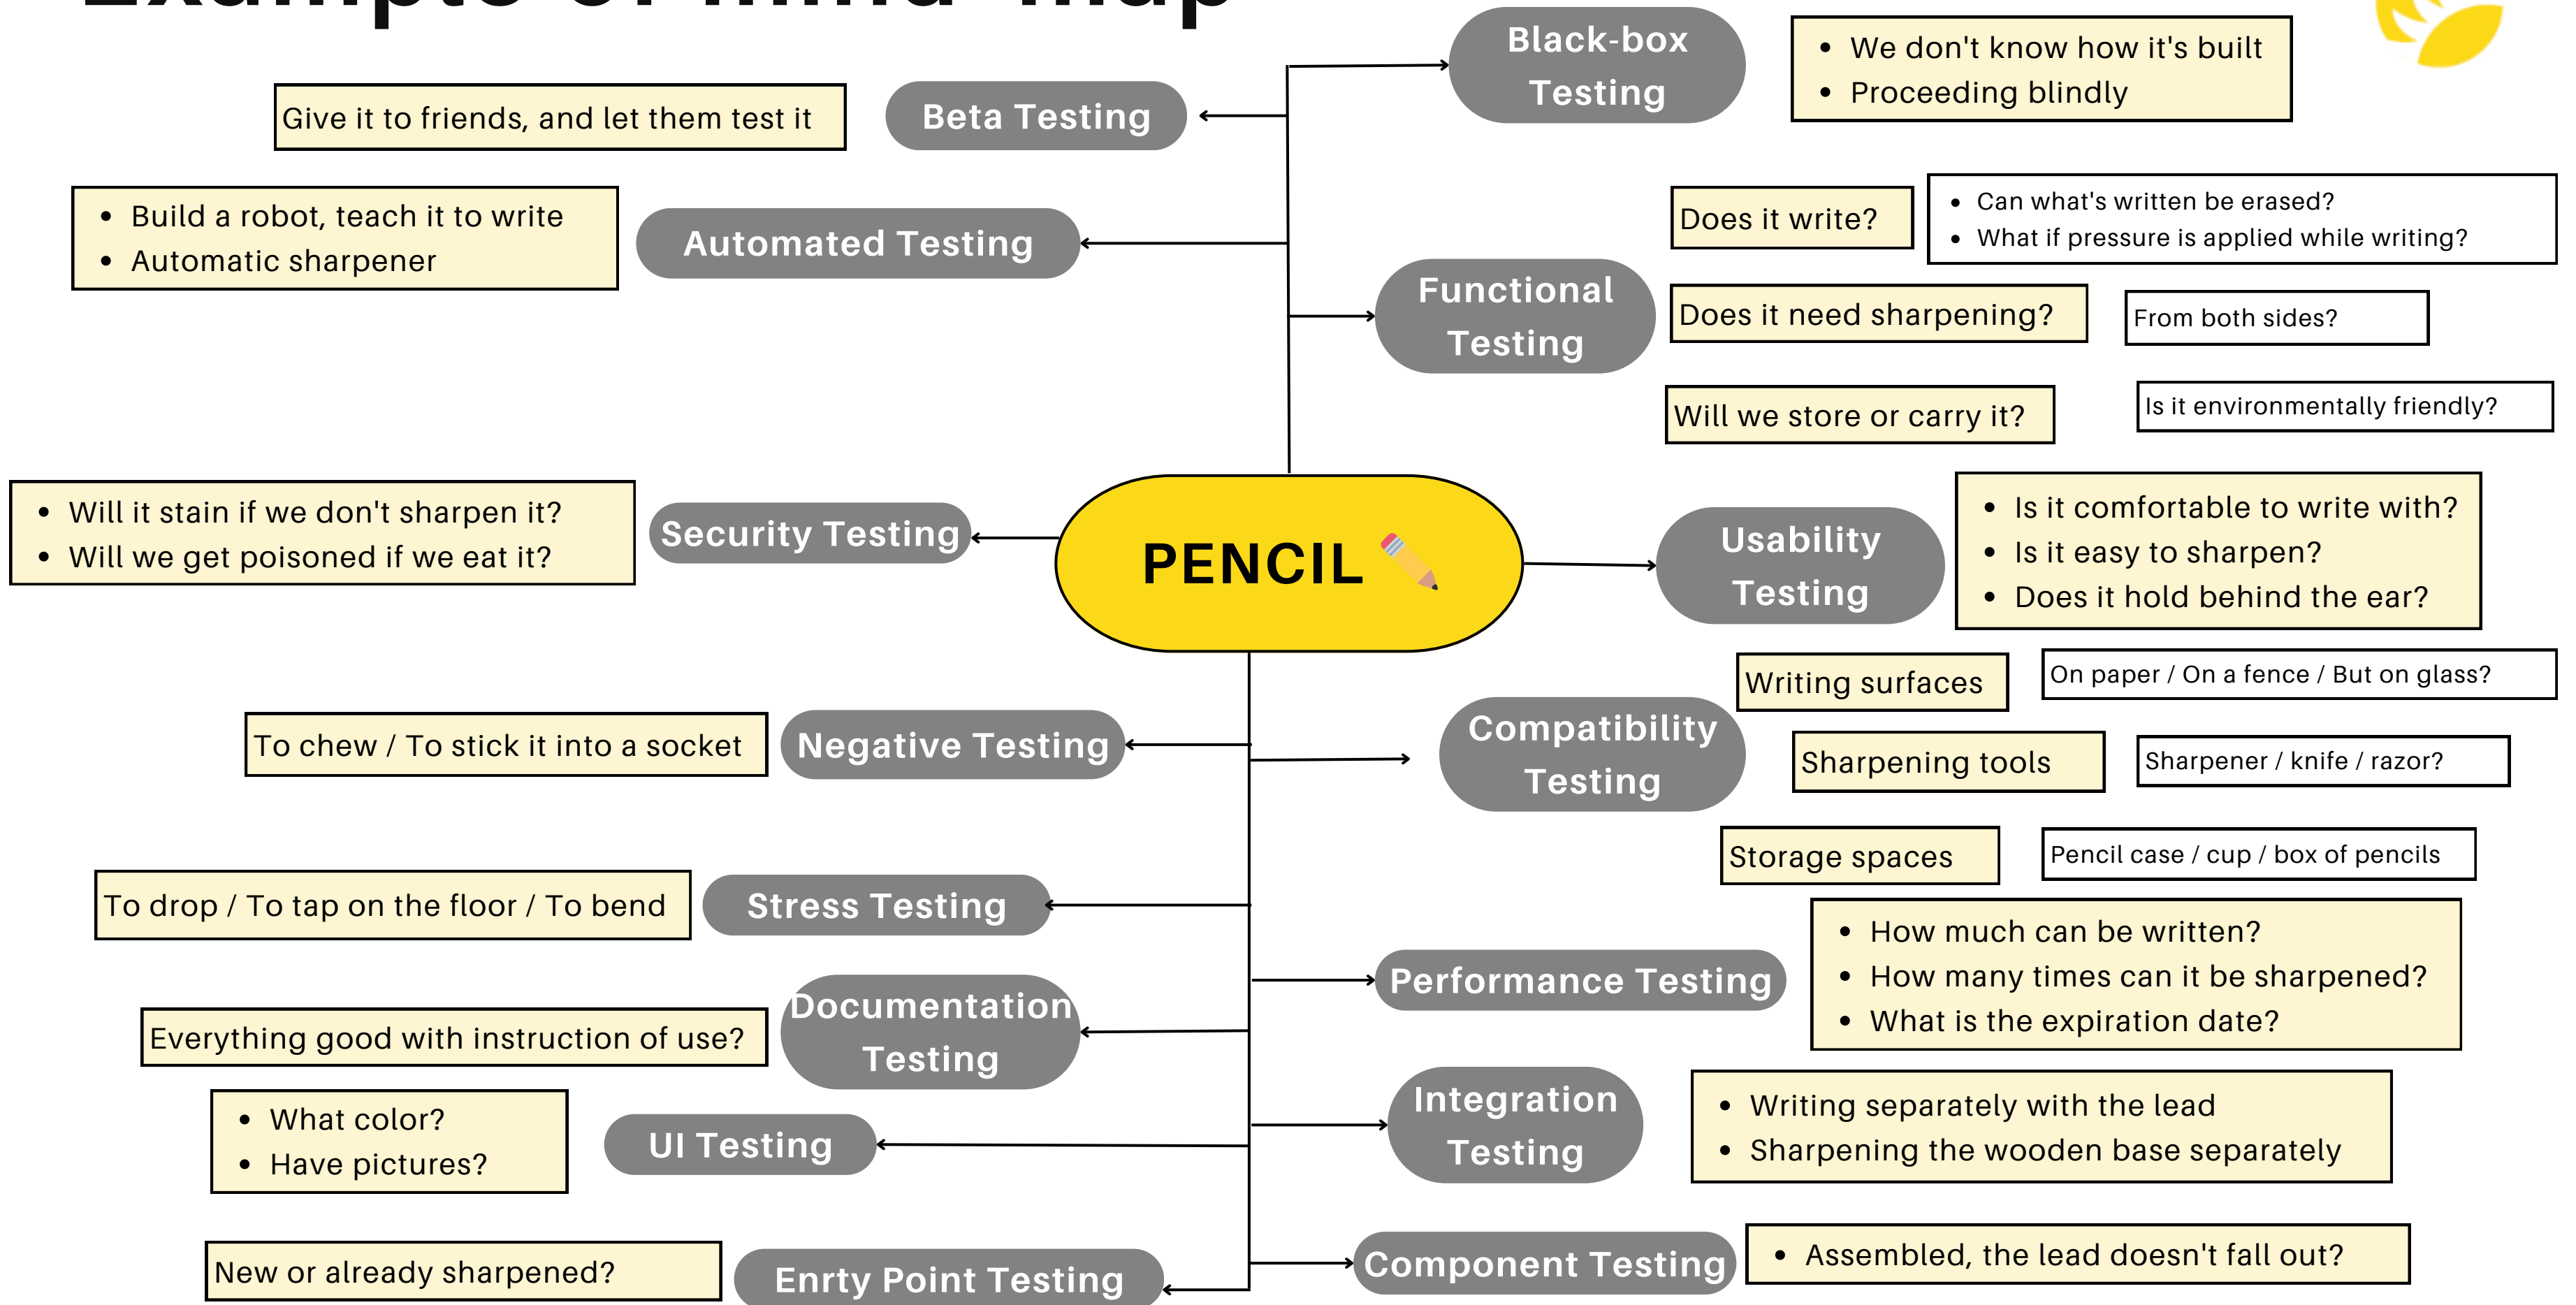 Example of mind-map
Black-box
Testing
We don't know how it's built
Proceeding blindly
Beta Testing
Give it to friends, and let them test it
Automated Testing
Build a robot, teach it to write
Automatic sharpener
Functional
Testing
Does it write?
Can what's written be erased?
What if pressure is applied while writing?
Does it need sharpening?
From both sides?
Will we store or carry it?
Is it environmentally friendly?
Security Testing
Will it stain if we don't sharpen it?
Will we get poisoned if we eat it?
PENCIL
Usability
Testing
Is it comfortable to write with?
Is it easy to sharpen?
Does it hold behind the ear?
Negative Testing
To chew / To stick it into a socket
Compatibility
Testing
Writing surfaces
On paper / On a fence / But on glass?
Sharpening tools
Sharpener / knife / razor?
Storage spaces
Pencil case / cup / box of pencils
Stress Testing
To drop / To tap on the floor / To bend
Performance Testing
How much can be written?
How many times can it be sharpened?
What is the expiration date?
Documentation
Testing
Everything good with instruction of use?
UI Testing
What color?
Have pictures?
Integration
Testing
Writing separately with the lead
Sharpening the wooden base separately
Enrty Point Testing
New or already sharpened?
Component Testing
Assembled, the lead doesn't fall out?